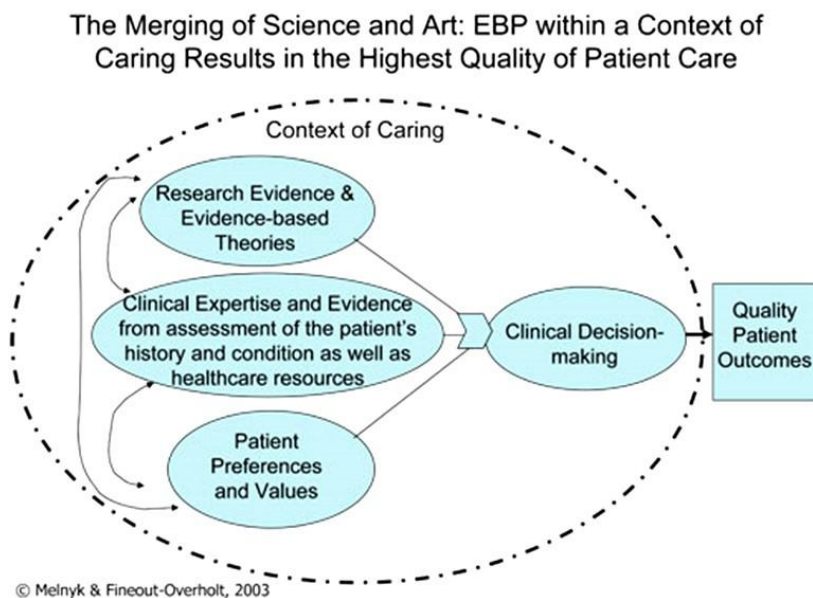 The Merging of Science and Art: EBP within a Context of
Caring Results in the Highest Quality of Patient Care
Context of Caring
Research Evidence &
Evidence-based
Theories
Clinical Expertise and Evidence
from assessment of the patient's
history and condition as well as
healthcare resources
Patient
Preferences
and Values
Clinical Decision-
making
Quality
Patient
Outcomes
© Melnyk & Fineout-Overholt, 2003